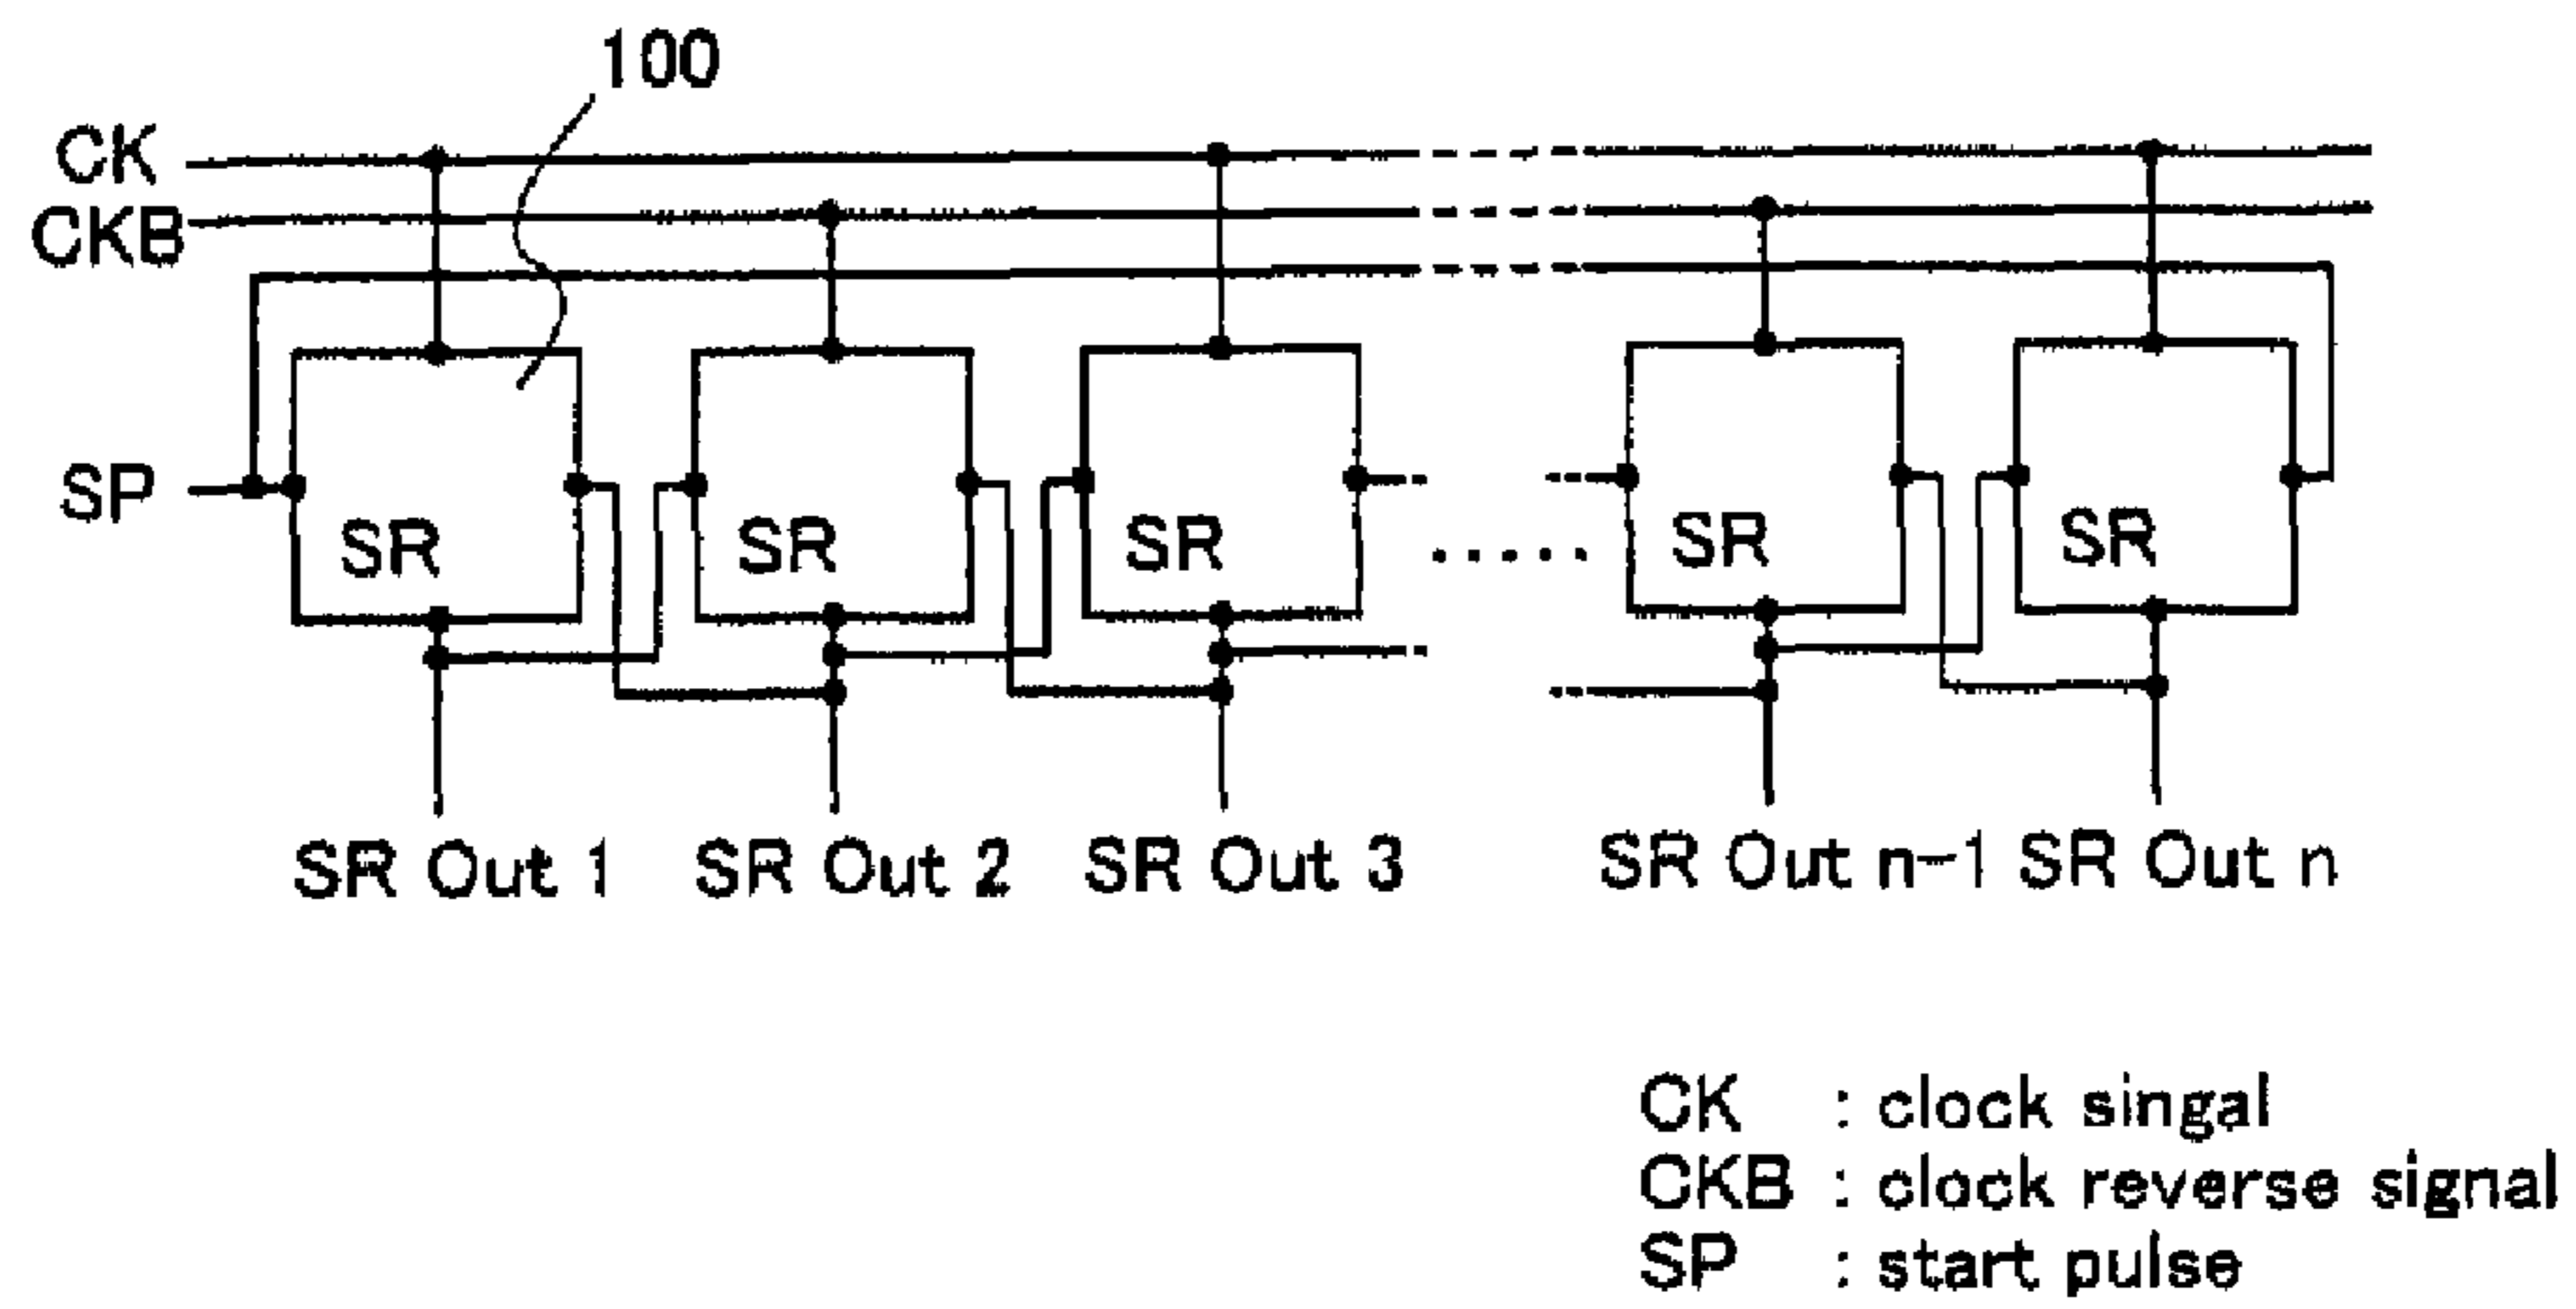 100
CK
CKB
SP
SR SR SR ..... SR SR
SR Out 1 SR Out 2 SR Out 3 SR Out n-1 SR Out n
CK : clock singal
CKB : clock reverse signal
SP : start pulse